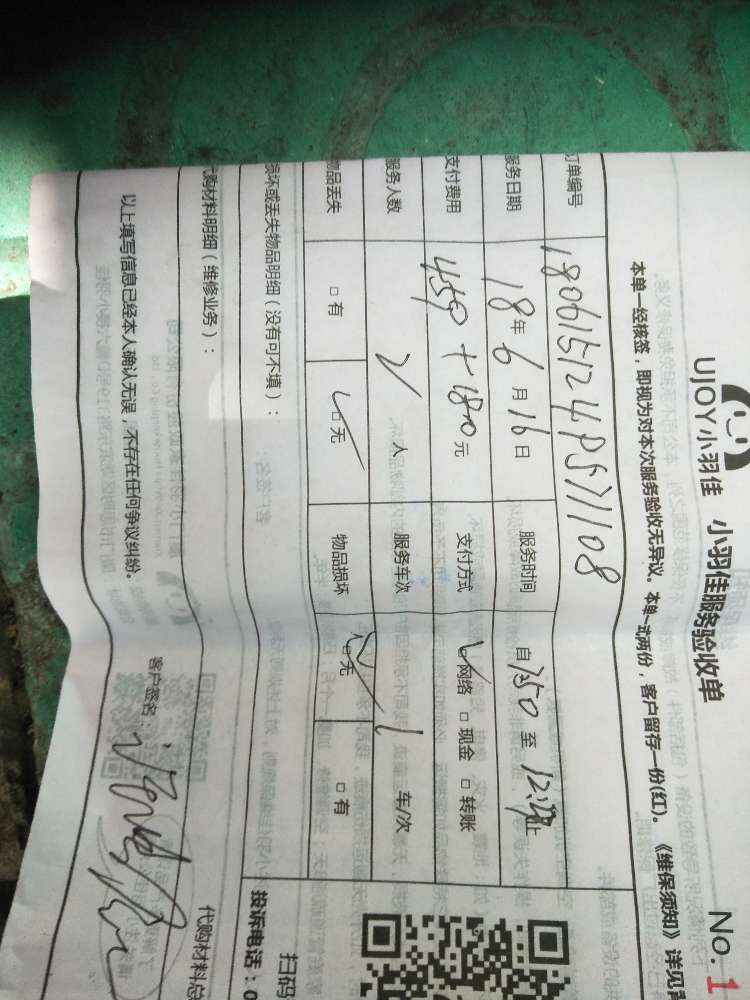 UJOY小羽佳 小羽佳服务验收单
No. 1
本单一经核签，即视为对本次服务验收无异议。本单一式两份，客户留存一份(红)。《维保须知》详见
订单编号
服务日期 18年6月16日 服务时间 自750至
支付费用 459+180元 支付方式 网络 □现金 □转账
服务人数 2人 服务车次 1车/次
物品丢失 □有 □无 物品损坏 □无 □有
损坏或丢失物品明细（没有可不填）：
代购材料明细（维修业务）：
代购材料总
以上填写信息已经本人确认无误，不存在任何争议纠纷。
客户签名：
扫码
投诉电话：0